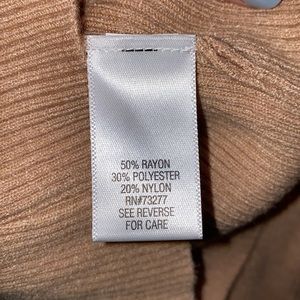 50% RAYON
30% POLYESTER
20% NYLON
RN#73277
SEE REVERSE
FOR CARE